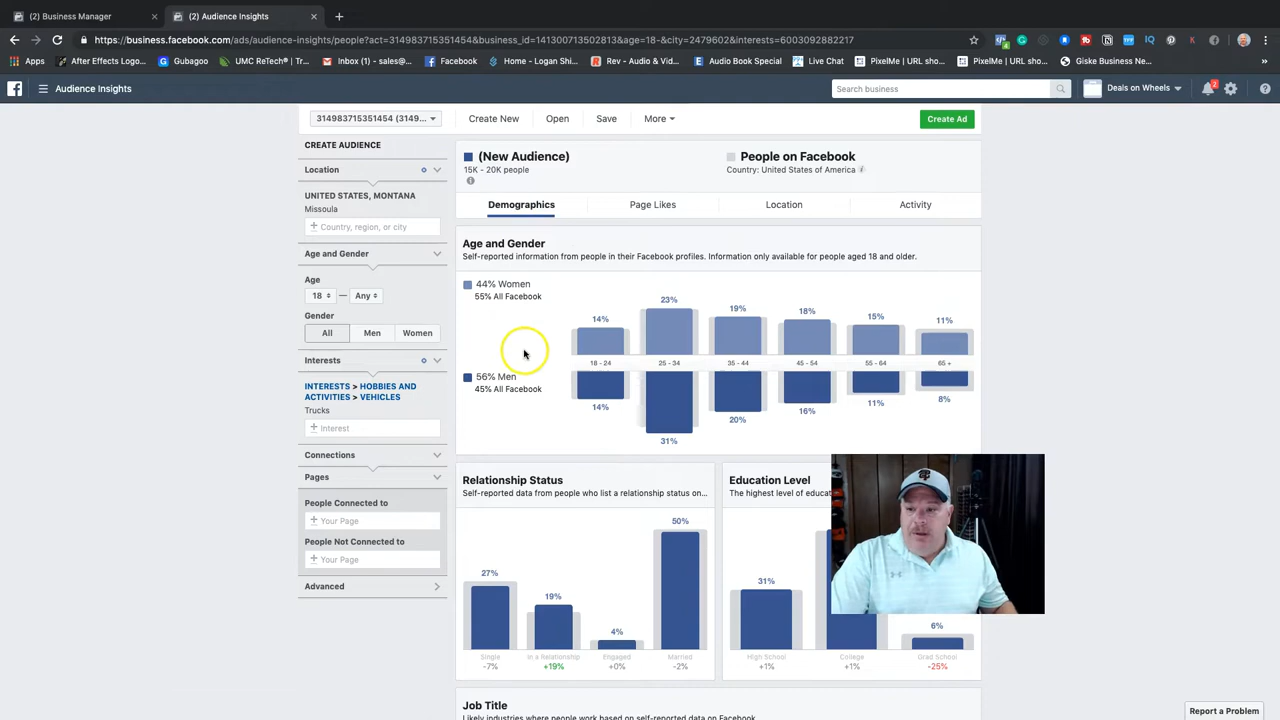 (2) Business Manager
(2) Audience Insights
https://business.facebook.com/ads/audience-insights/people?act=314983715351454&business_id=141300713502813&age=18-&city=2479602&interests=6003092882217
Apps
After Effects Logo...
Gubagoo
UMC ReTech® | Tr...
Inbox (1) - sales@...
Facebook
Home - Logan Shi...
Rev - Audio & Vid...
Audio Book Special
Live Chat
PixelMe | URL sho...
PixelMe | URL sho...
Giske Business Ne...
Audience Insights
Search business
Deals on Wheels
2
314983715351454 (3149...
Create New
Open
Save
More
Create Ad
CREATE AUDIENCE
Location
UNITED STATES, MONTANA
Missoula
Country, region, or city
Age and Gender
Age
18 — Any
Gender
All
Men
Women
Interests
INTERESTS > HOBBIES AND
ACTIVITIES > VEHICLES
Trucks
Interest
Connections
Pages
People Connected to
Your Page
People Not Connected to
Your Page
Advanced
(New Audience)
15K - 20K people
People on Facebook
Country: United States of America
Demographics
Page Likes
Location
Activity
Age and Gender
Self-reported information from people in their Facebook profiles. Information only available for people aged 18 and older.
44% Women
55% All Facebook
14%
23%
19%
18%
15%
11%
18 - 24
25 - 34
35 - 44
45 - 54
55 - 64
65 +
56% Men
45% All Facebook
14%
31%
20%
16%
11%
8%
Relationship Status
Self-reported data from people who list a relationship status on...
27%
19%
4%
50%
Single
In a Relationship
Engaged
Married
-7%
+19%
+0%
-2%
Education Level
The highest level of educat
31%
6%
High School
College
Grad School
+1%
+1%
-25%
Job Title
Likely industries where people work based on self-reported data on Facebook.
Report a Problem